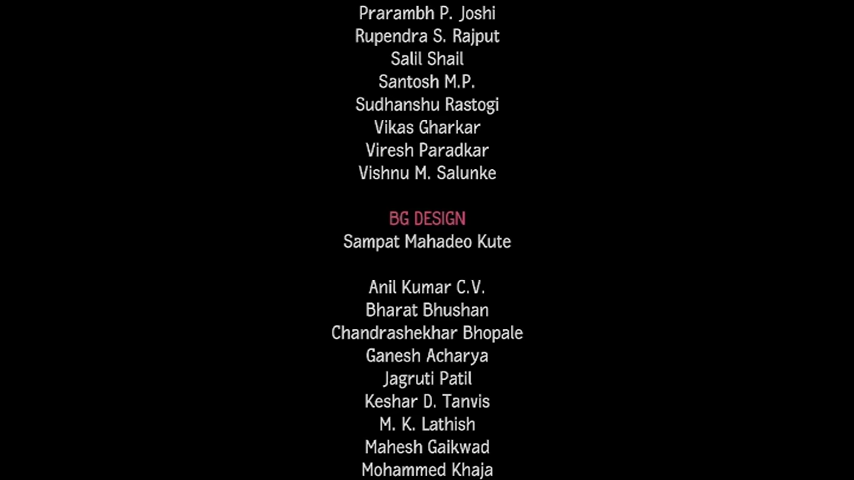 Prarambh P. Joshi
Rupendra S. Rajput
Salil Shail
Santosh M.P.
Sudhanshu Rastogi
Vikas Gharkar
Viresh Paradkar
Vishnu M. Salunke
BG DESIGN
Sampat Mahadeo Kute
Anil Kumar C.V.
Bharat Bhushan
Chandrashekhar Bhopale
Ganesh Acharya
Jagruti Patil
Keshar D. Tanvis
M. K. Lathish
Mahesh Gaikwad
Mohammed Khaja